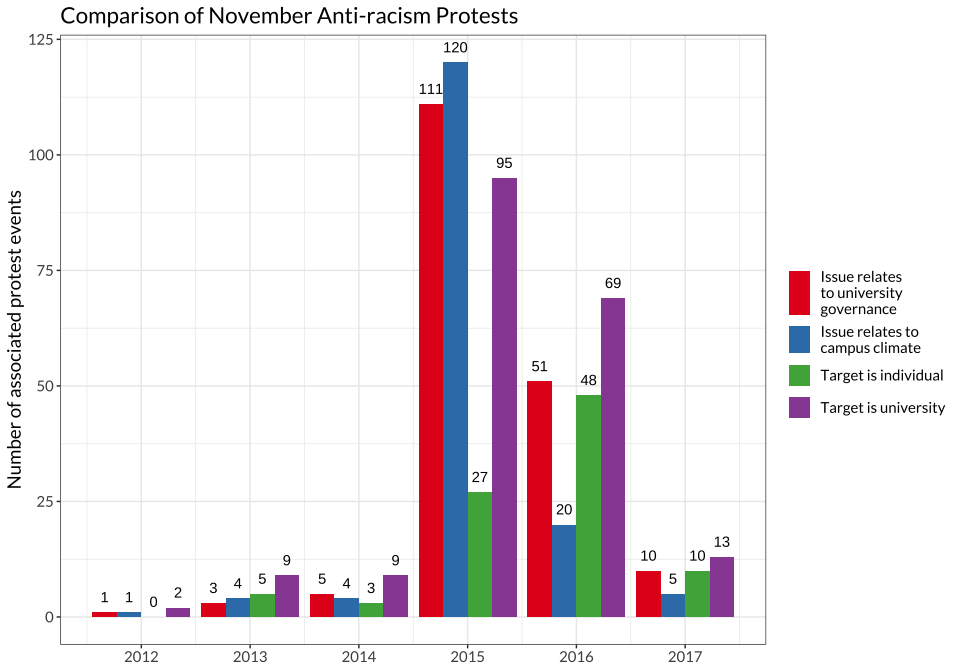 Comparison of November Anti-racism Protests
Number of associated protest events
125
100
75
50
25
0
1 1 0 2
3 4 5 9
5 4 3 9
111 120 27 95
51 20 48 69
10 5 10 13
2012 2013 2014 2015 2016 2017
Issue relates
to university
governance
Issue relates to
campus climate
Target is individual
Target is university